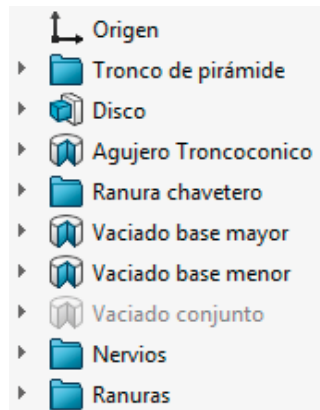 Origen
Tronco de pirámide
Disco
Agujero Troncoconico
Ranura chavetero
Vaciado base mayor
Vaciado base menor
Vaciado conjunto
Nervios
Ranuras